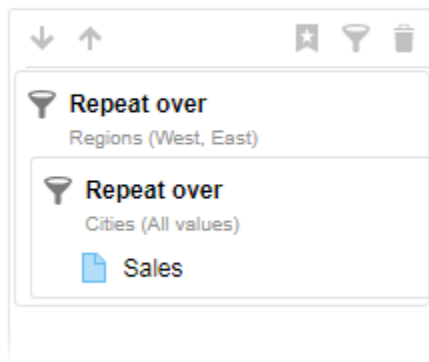 Repeat over
Regions (West, East)
Repeat over
Cities (All values)
Sales